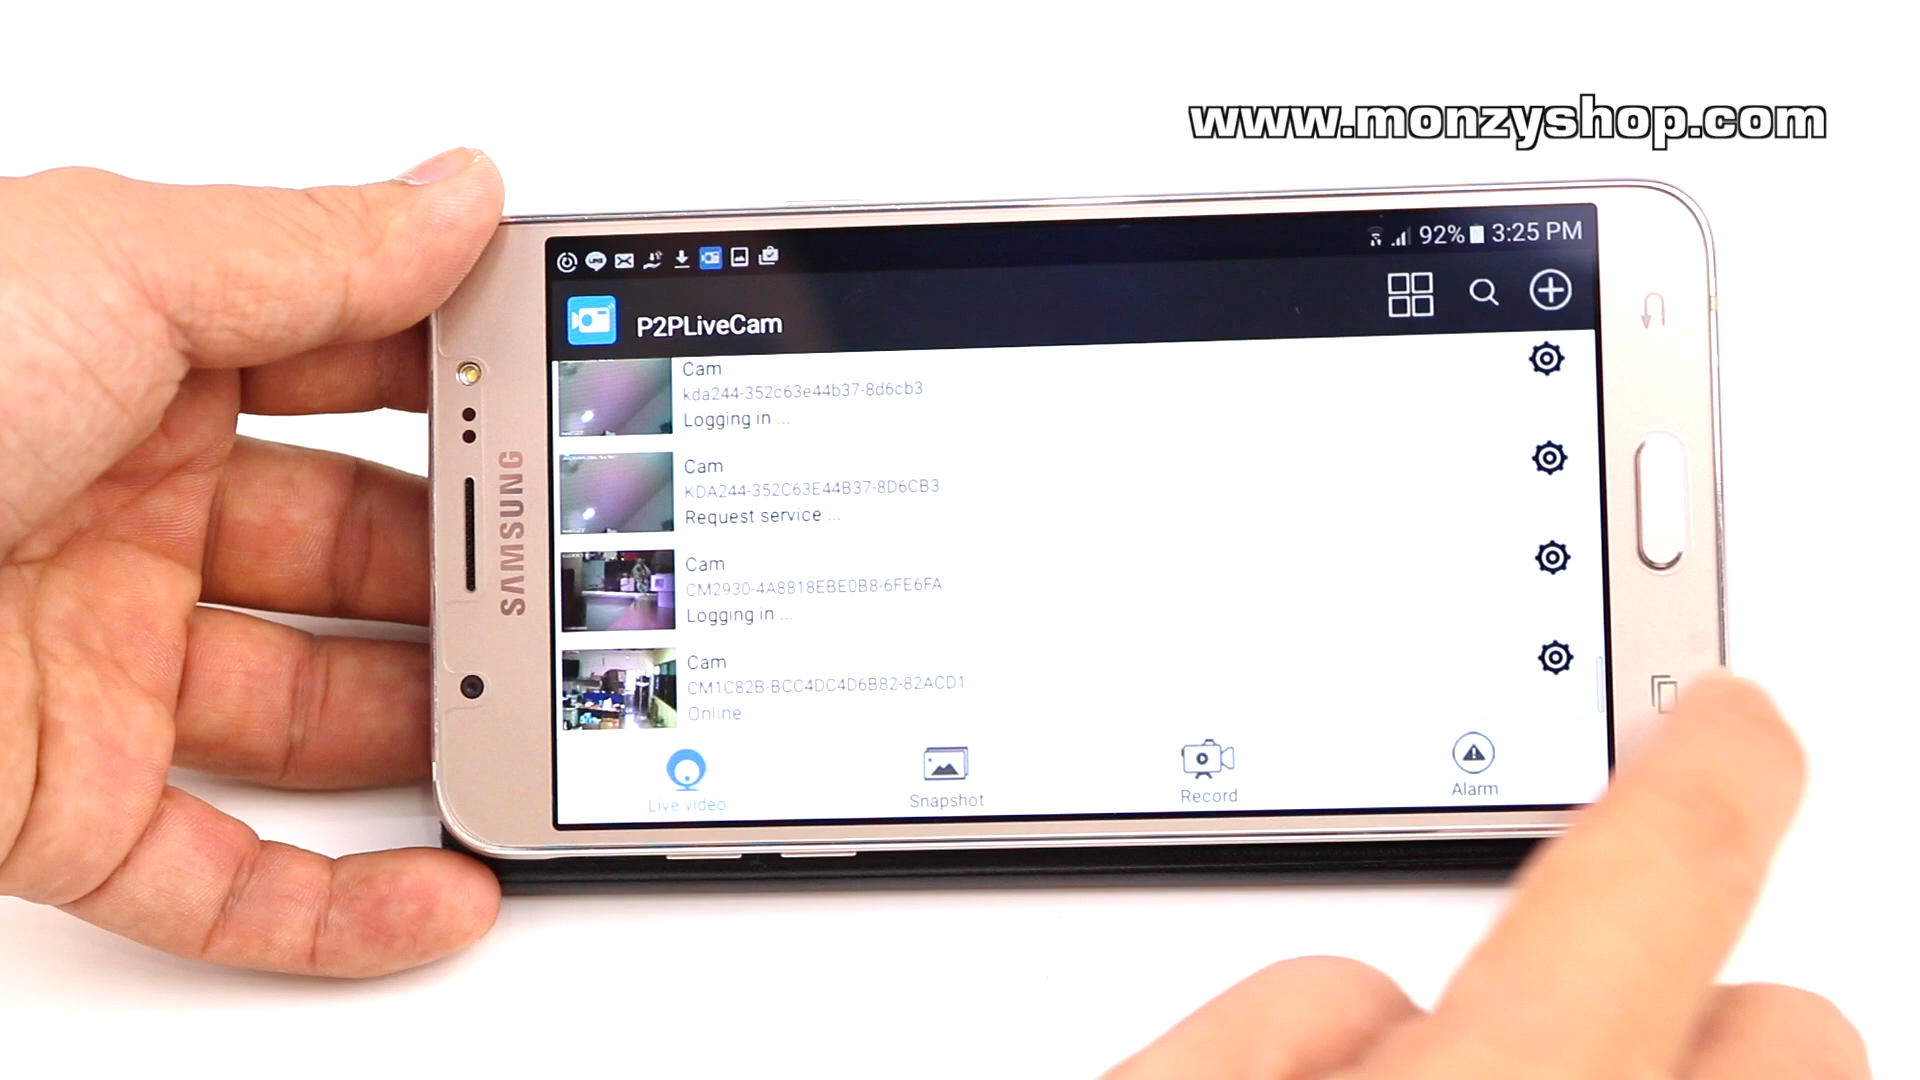 www.monzyshop.com
92% 3:25 PM
P2PLiveCam
Cam
kda244-352c63e44b37-8d6cb3
Logging in ...
Cam
KDA244-352C63E44B37-8D6CB3
Request service ...
Cam
CM2930-4A8818EBE0B8-6FE6FA
Logging in ...
Cam
CM1C82B-BCC4DC4D6B82-82ACD1
Online
Live video
Snapshot
Record
Alarm
SAMSUNG